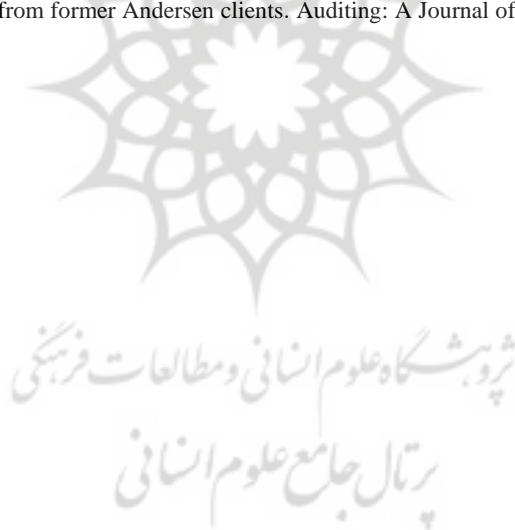 from former Andersen clients. Auditing: A Journal of
پژوهشگاه علوم انسانی و مطالعات فرهنگی
پرتال جامع علوم انسانی